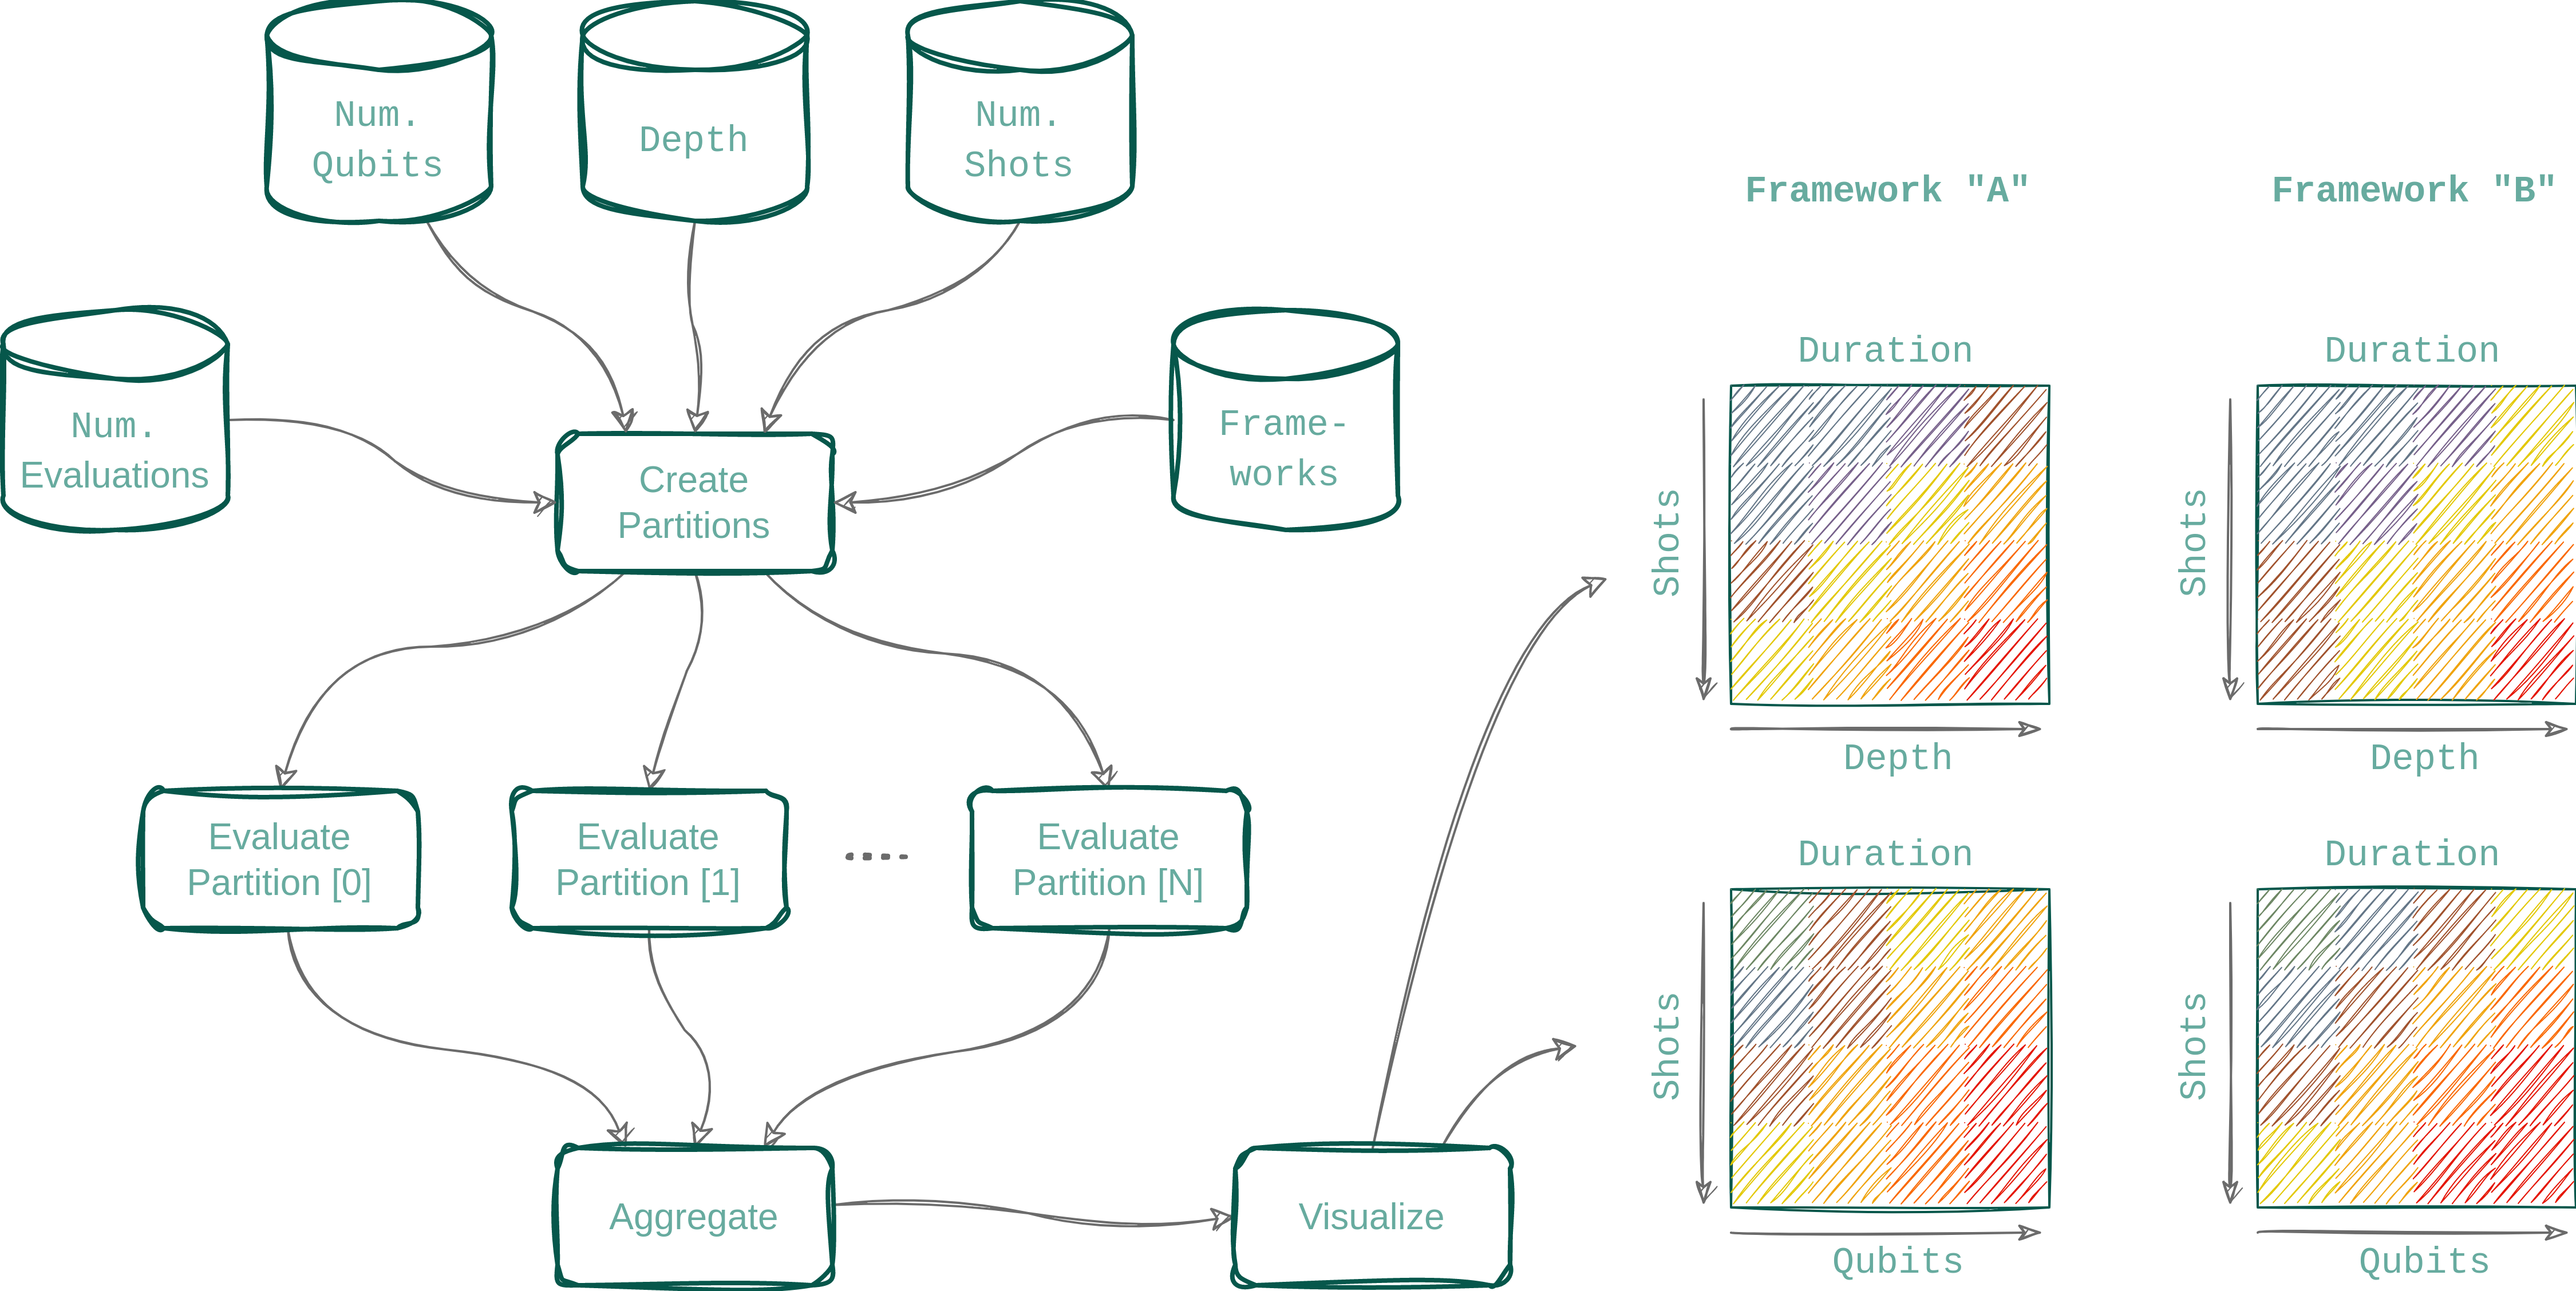 Num.
Qubits
Depth
Num.
Shots
Num.
Evaluations
Frame-
works
Create
Partitions
Evaluate
Partition [0]
Evaluate
Partition [1]
Evaluate
Partition [N]
Aggregate
Visualize
Framework "A"
Framework "B"
Duration
Shots
Depth
Duration
Shots
Depth
Duration
Shots
Qubits
Duration
Shots
Qubits